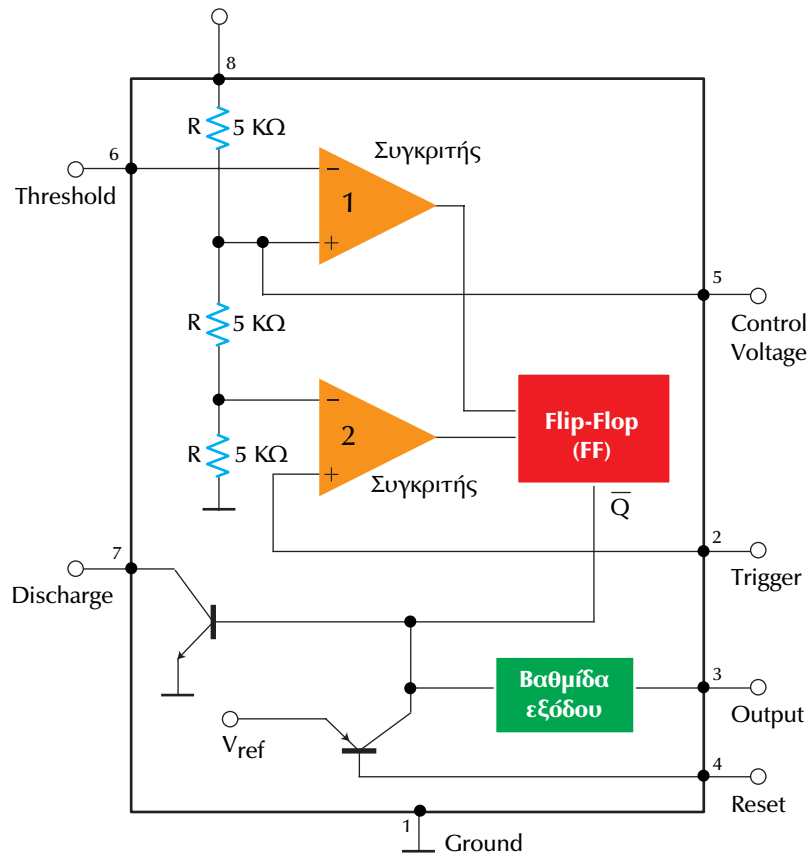 8
R 5 KΩ
6
Threshold
Συγκριτής
−
1
+
5
Control
Voltage
R 5 KΩ
−
2
+
Συγκριτής
Flip-Flop
(FF)
R 5 KΩ
Q̅
7
Discharge
2
Trigger
Βαθμίδα
εξόδου
3
Output
Vref
4
Reset
1
Ground